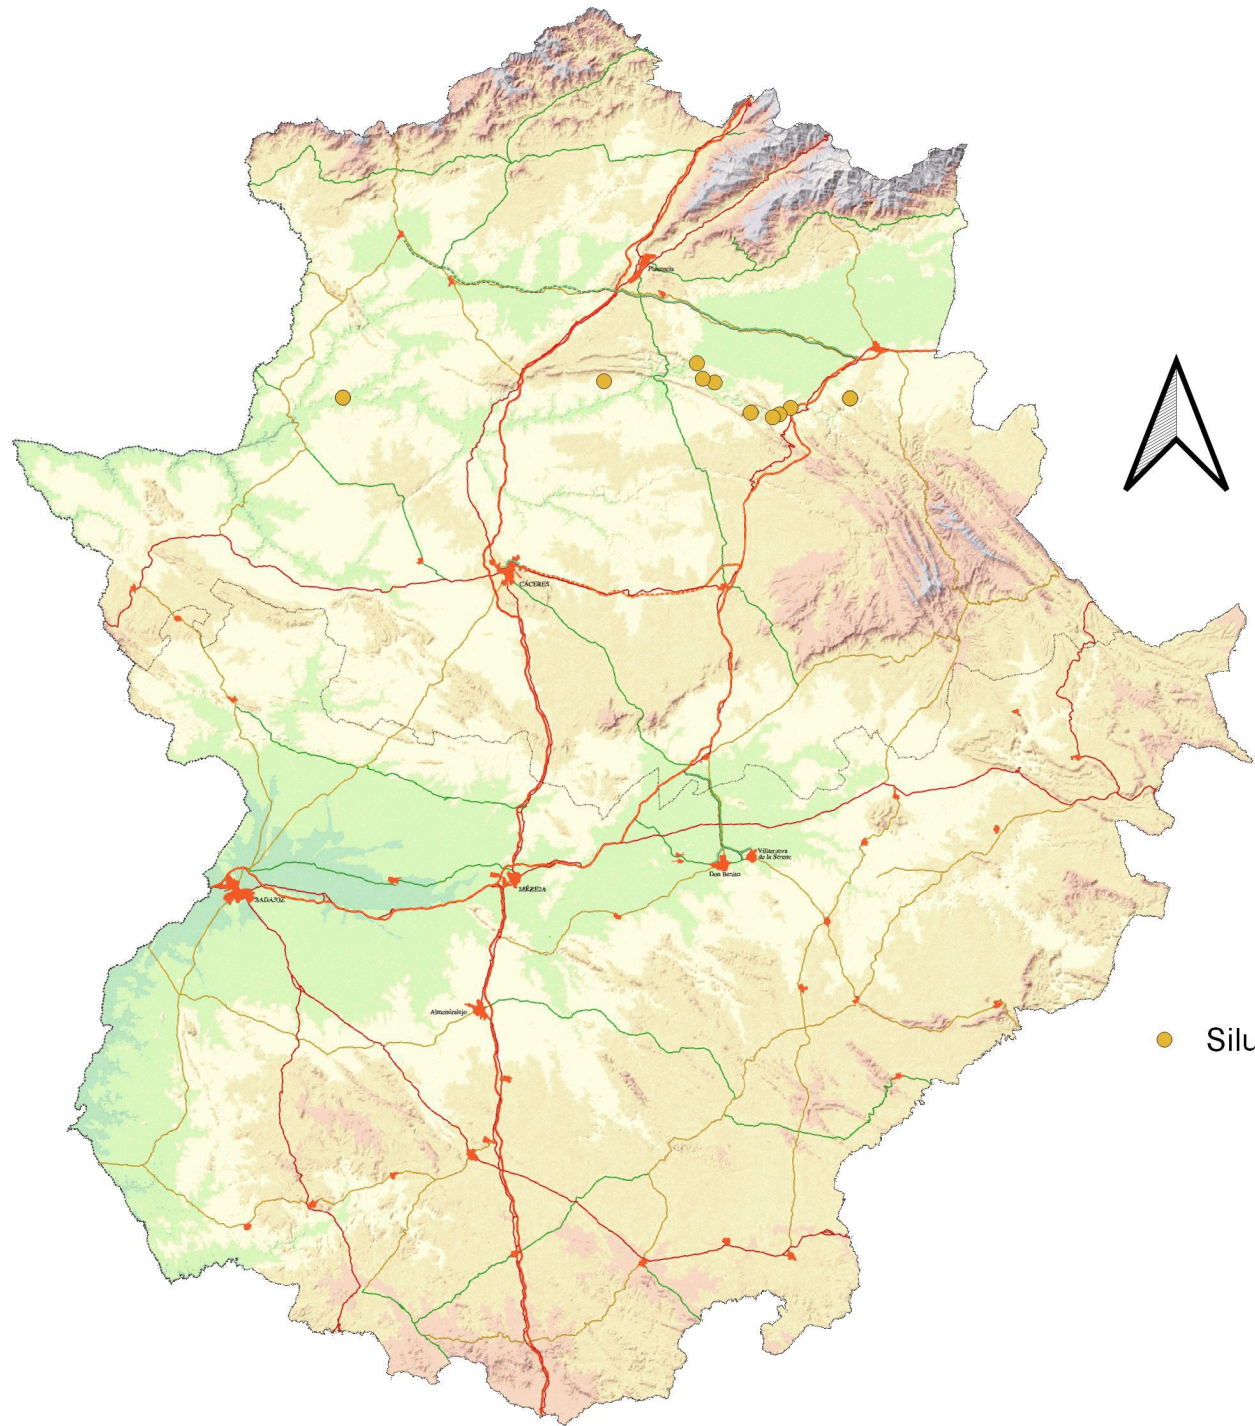 Plasencia
CÁCERES
Villanueva
de la Serena
Don Benito
MÉRIDA
BADAJOZ
Almendralejo
Silu